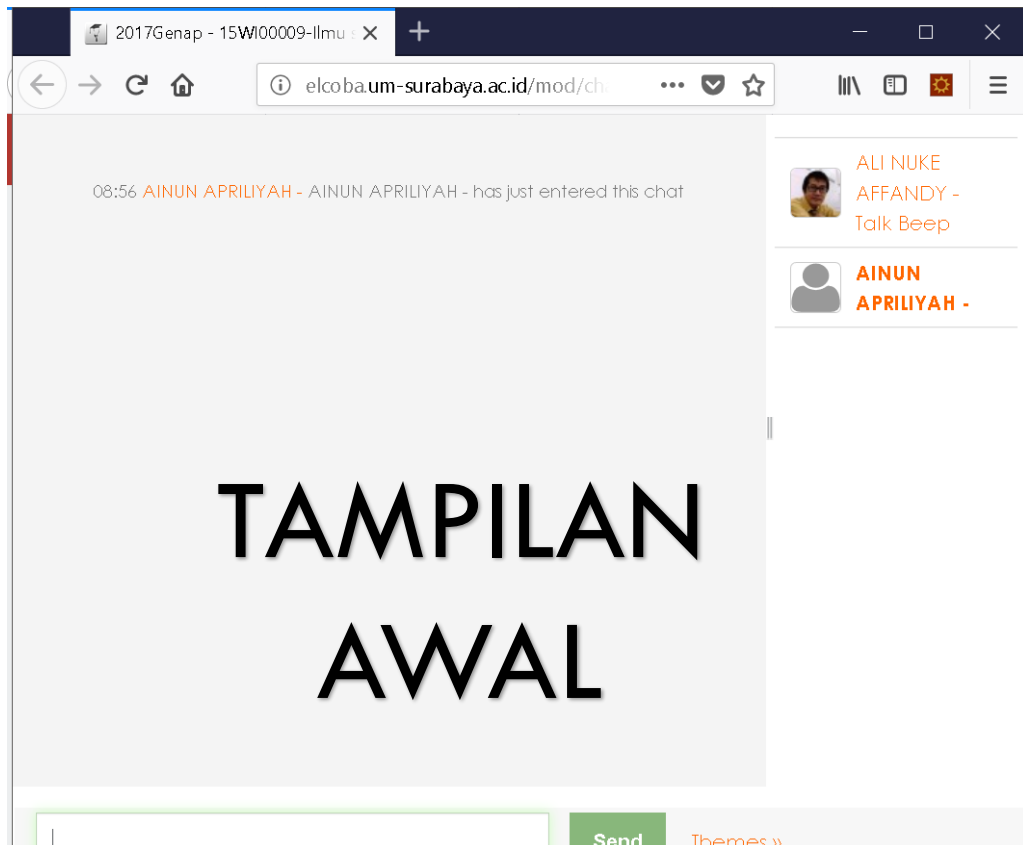 2017Genap - 15WI00009-Ilmu s
elcoba.um-surabaya.ac.id/mod/ch
08:56 AINUN APRILIYAH - AINUN APRILIYAH - has just entered this chat
ALI NUKE
AFFANDY -
Talk Beep
AINUN
APRILIYAH -
TAMPILAN
AWAL
Send
Themes »